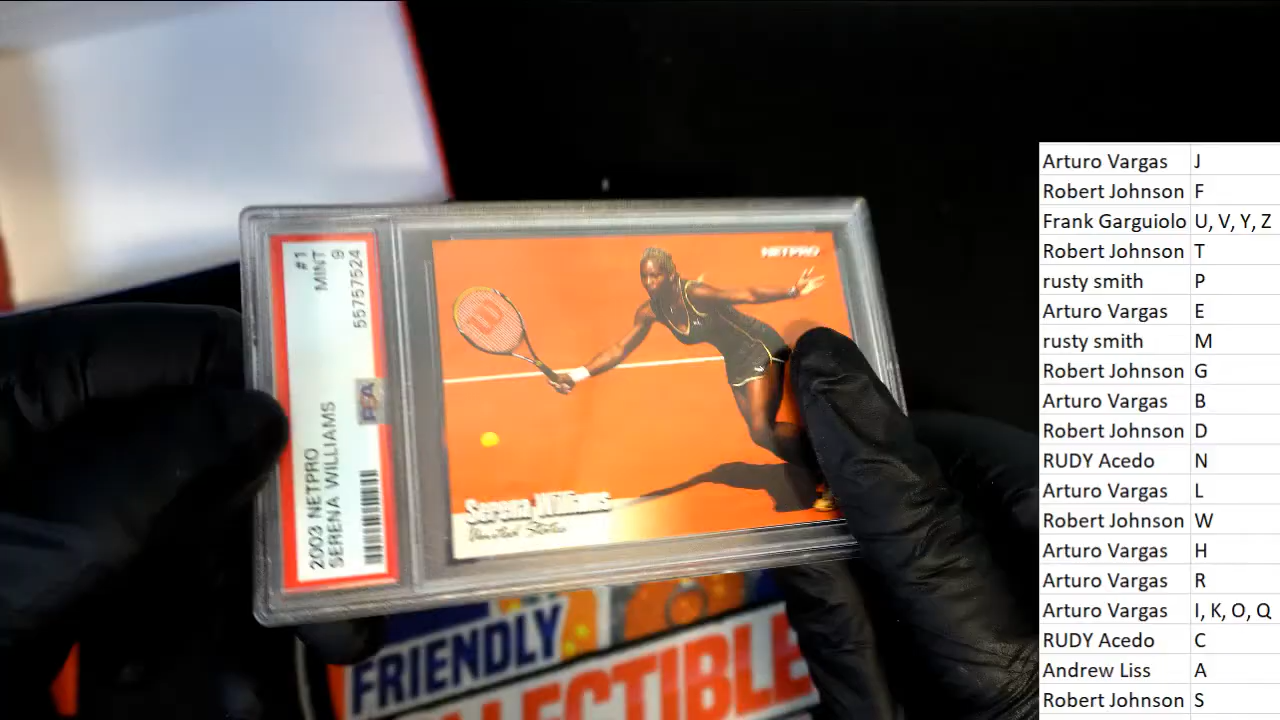 #1
MINT
9
55757524
PSA
2003 NETPRO
SERENA WILLIAMS
NETPRO
W
Serena Williams
United States
FRIENDLY
LLECTIBLE
Arturo Vargas J
Robert Johnson F
Frank Garguiolo U, V, Y, Z
Robert Johnson T
rusty smith P
Arturo Vargas E
rusty smith M
Robert Johnson G
Arturo Vargas B
Robert Johnson D
RUDY Acedo N
Arturo Vargas L
Robert Johnson W
Arturo Vargas H
Arturo Vargas R
Arturo Vargas I, K, O, Q
RUDY Acedo C
Andrew Liss A
Robert Johnson S